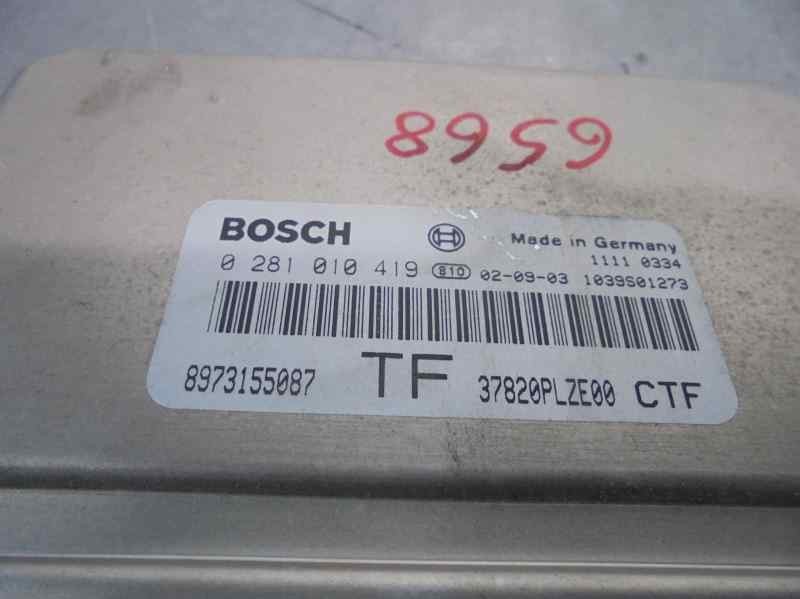 8959
BOSCH Made in Germany
1111 0334
0 281 010 419 810 02-09-03 1039S01273
8973155087 TF 37820PLZE00 CTF